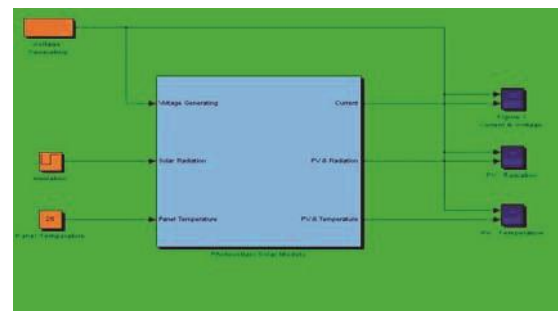 Voltage
Generating
Voltage Generating
Current
Figure 1
Current & Voltage
Solar Radiation
PV & Radiation
PV. Radiation
25
Panel Temperature
Panel Temperature
PV & Temperature
PV. Temperature
Photovoltaic Solar Module